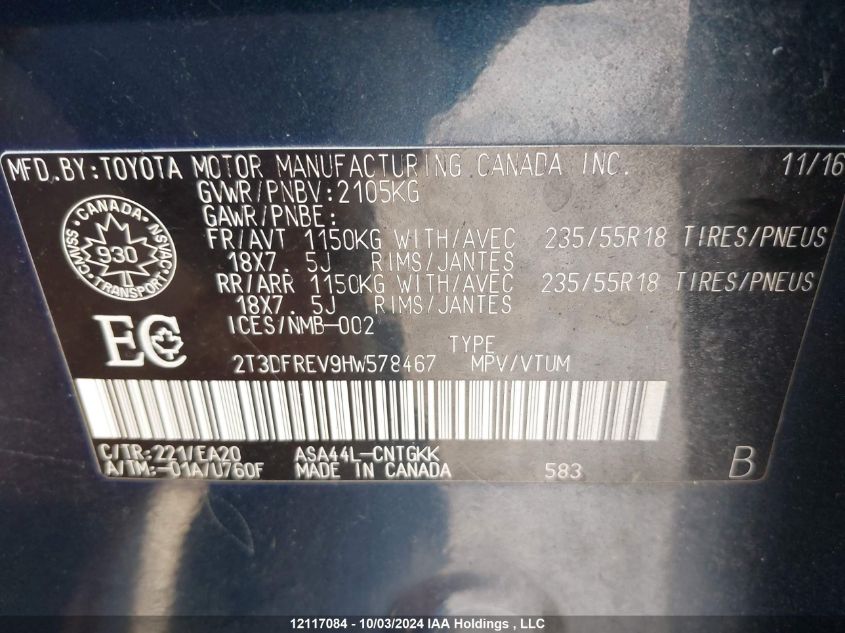 MFD.BY:TOYOTA MOTOR MANUFACTURING CANADA INC. 11/16
GVWR/PNBV:2105KG
GAWR/PNBE:
FR/AVT 1150KG WITH/AVEC 235/55R18 TIRES/PNEUS
18X7.5J RIMS/JANTES
RR/ARR 1150KG WITH/AVEC 235/55R18 TIRES/PNEUS
18X7.5J RIMS/JANTES
ICES/NMB-002
CANADA
CMVSS 930 NSVAC
TRANSPORT
EC
TYPE
2T3DFREV9HW578467 MPV/VTUM
C/TR:221/EA20 ASA44L-CNTGKK
A/TM:-01A/U760F MADE IN CANADA 583 B
12117084 - 10/03/2024 IAA Holdings , LLC